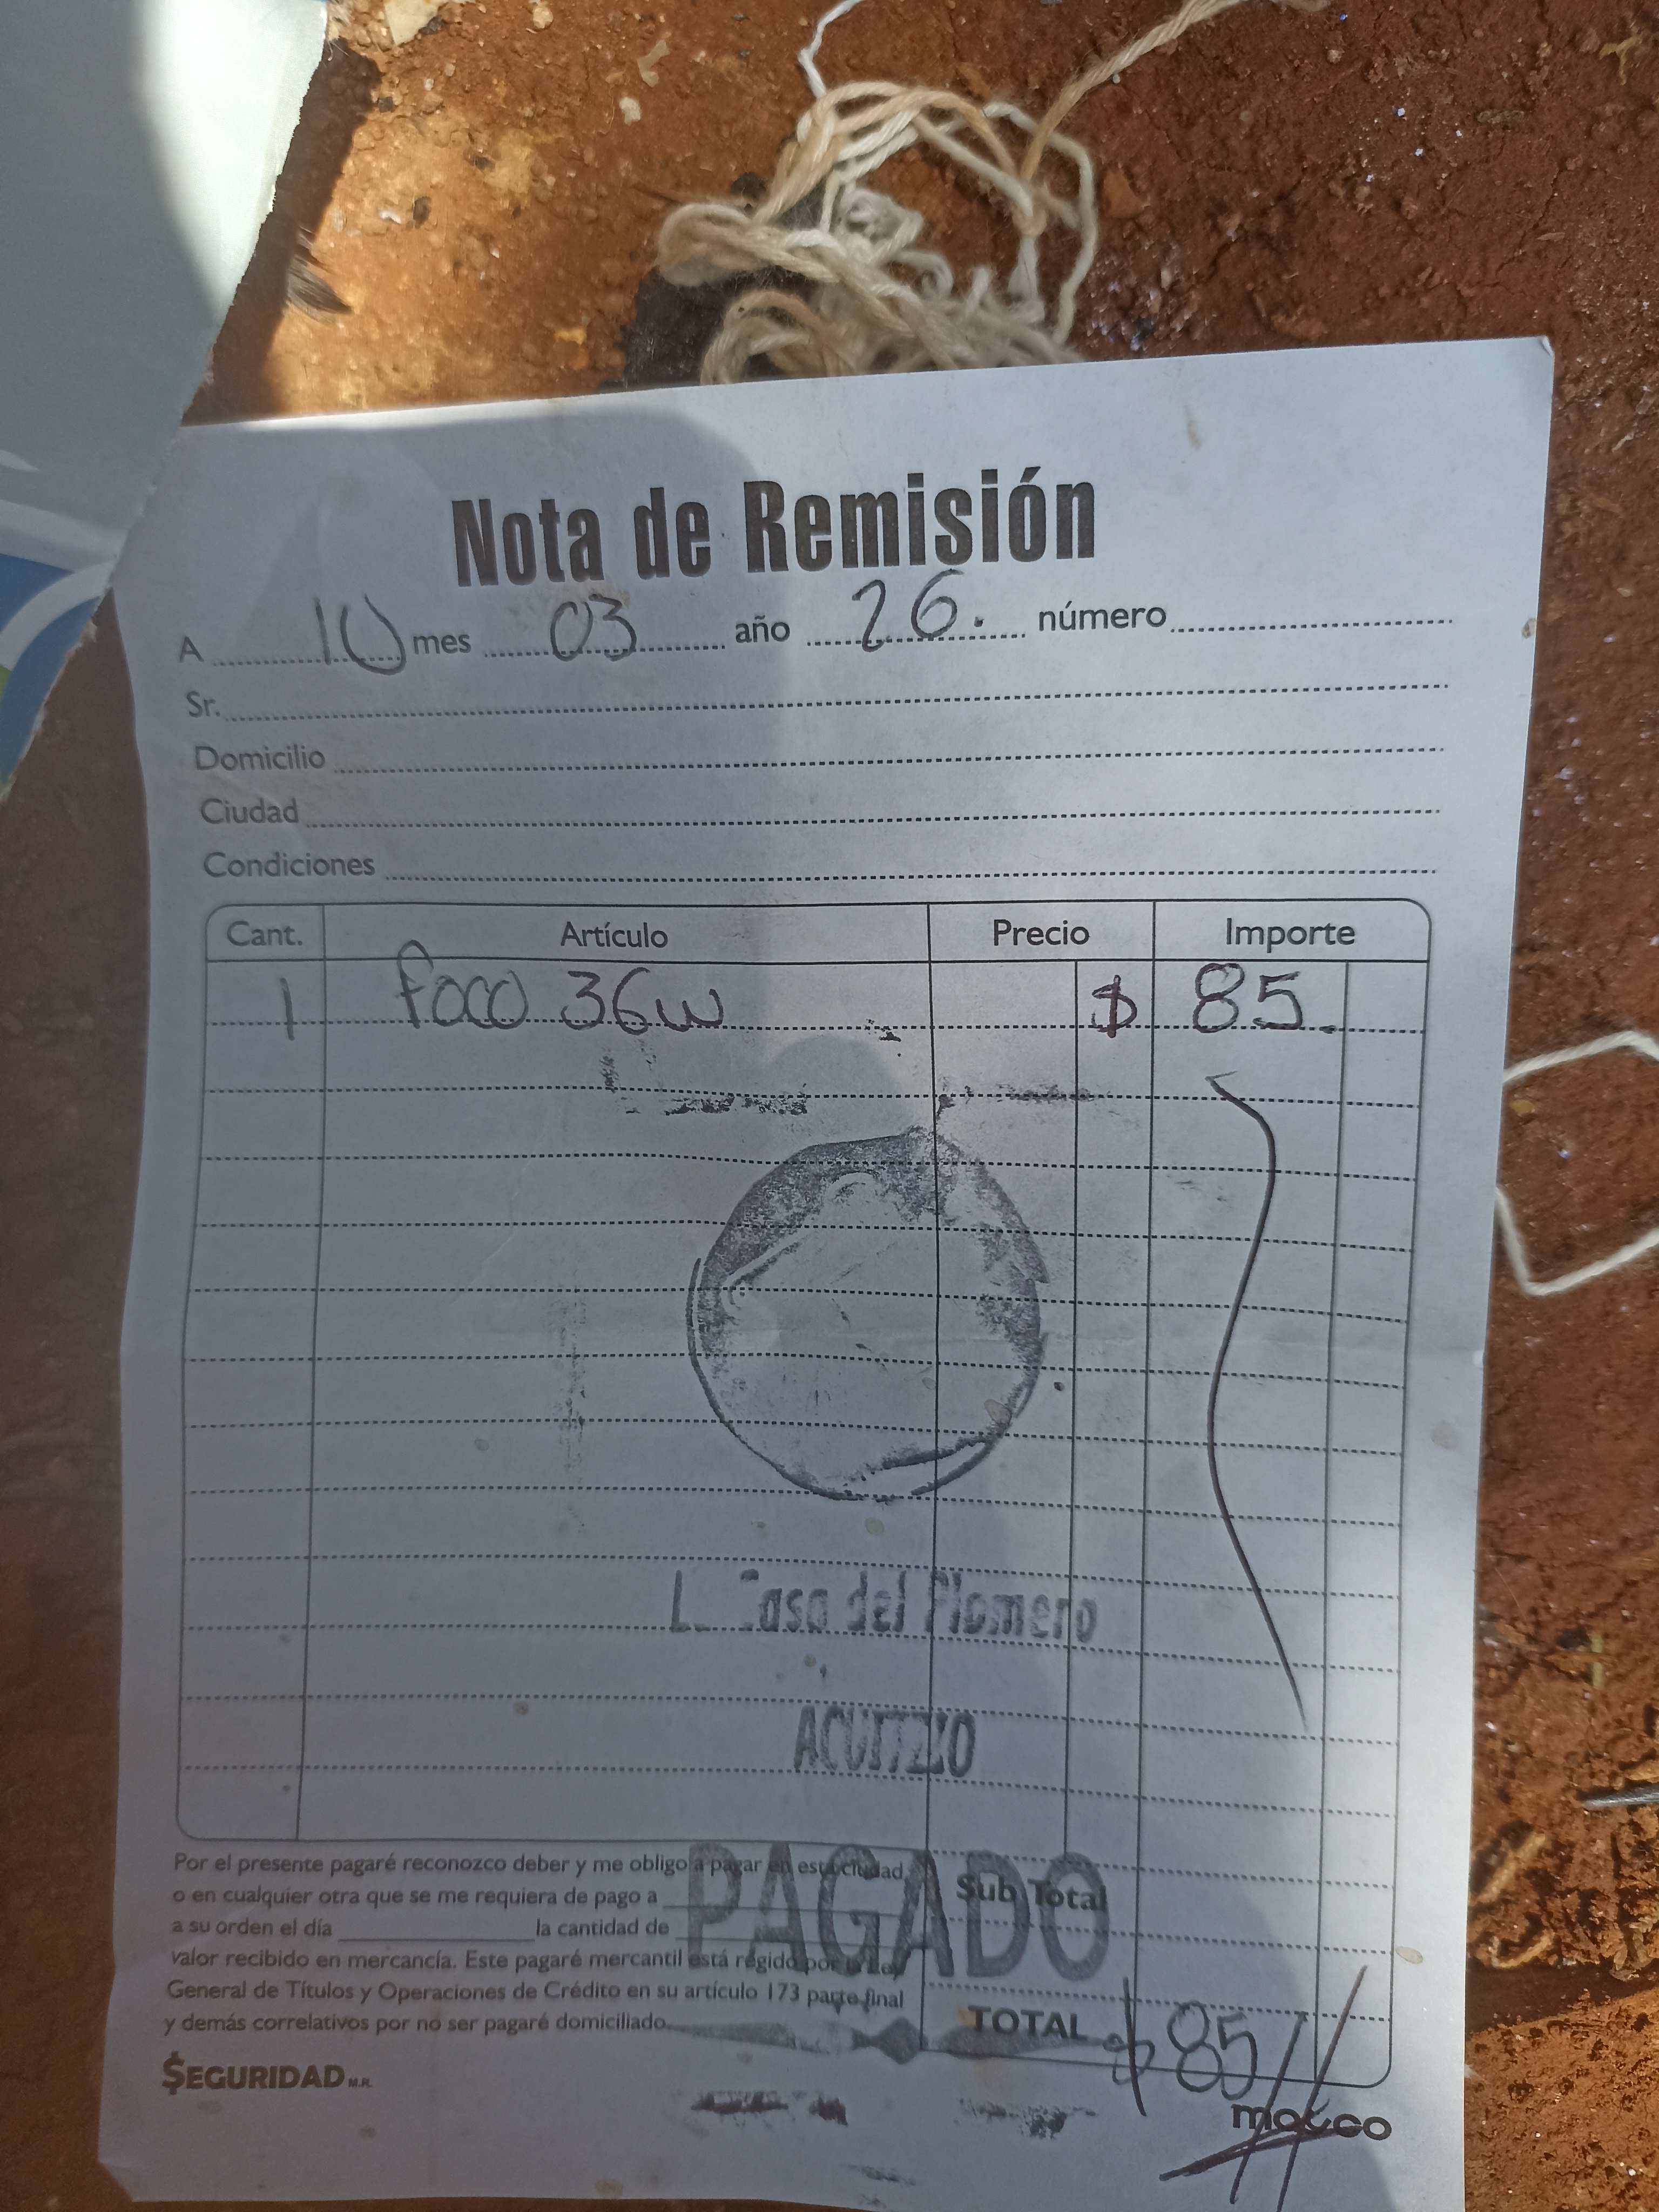 Nota de Remisión
A 10 mes 03 año 26. número
Sr.
Domicilio
Ciudad
Condiciones
Cant. Artículo Precio Importe
1 foco 36w $ 85.
Casa del Plomero
ACUITZIO
PAGADO
Por el presente pagaré reconozco deber y me obligo a pagar en esta ciudad
o en cualquier otra que se me requiera de pago a
a su orden el día la cantidad de
valor recibido en mercancía. Este pagaré mercantil está régido por la Ley
General de Títulos y Operaciones de Crédito en su artículo 173 parte final
y demás correlativos por no ser pagaré domiciliado.
Sub Total
TOTAL $ 85//
$EGURIDAD M.R.